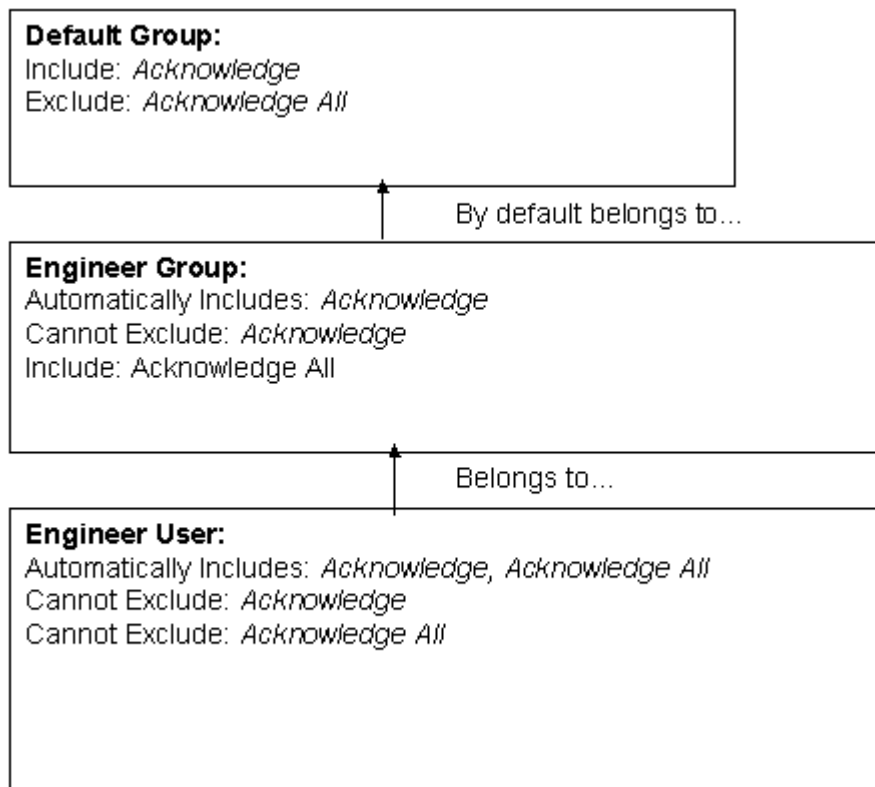 Default Group:
Include: Acknowledge
Exclude: Acknowledge All
By default belongs to...
Engineer Group:
Automatically Includes: Acknowledge
Cannot Exclude: Acknowledge
Include: Acknowledge All
Belongs to...
Engineer User:
Automatically Includes: Acknowledge, Acknowledge All
Cannot Exclude: Acknowledge
Cannot Exclude: Acknowledge All